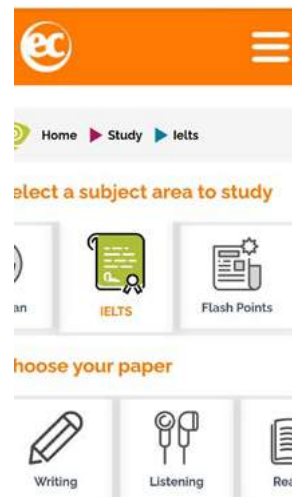 ec
Home Study Ielts
elect a subject area to study
an IELTS Flash Points
hoose your paper
Writing Listening Rea